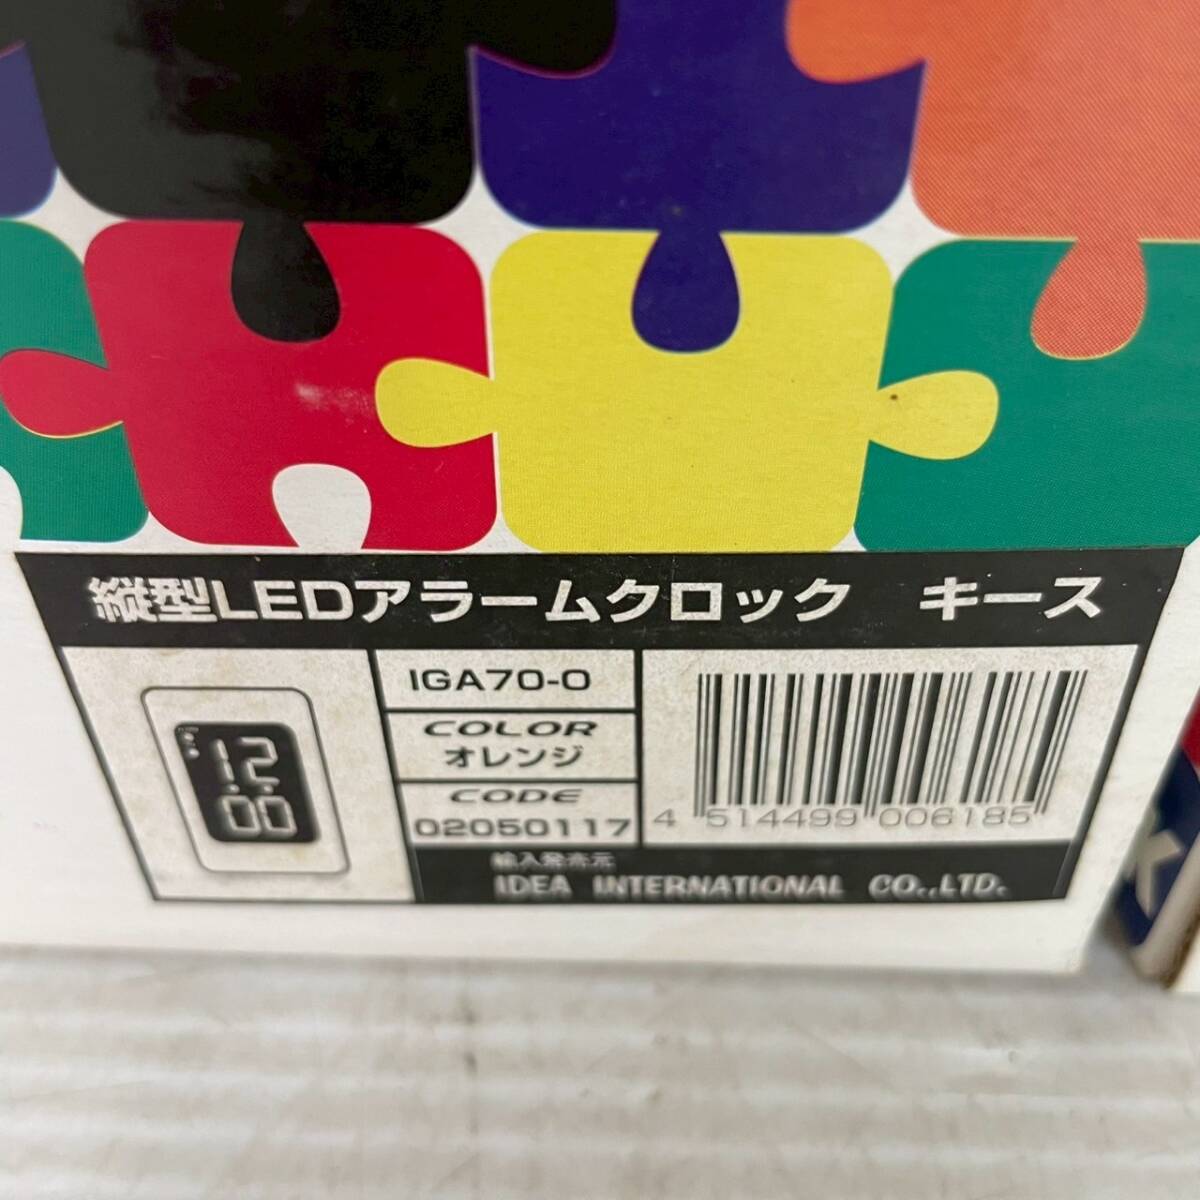 縦型LEDアラームクロック　キース
12:00
IGA70-O
COLOR
オレンジ
CODE
02050117
4 514499 006185
輸入発売元
IDEA INTERNATIONAL CO.,LTD.